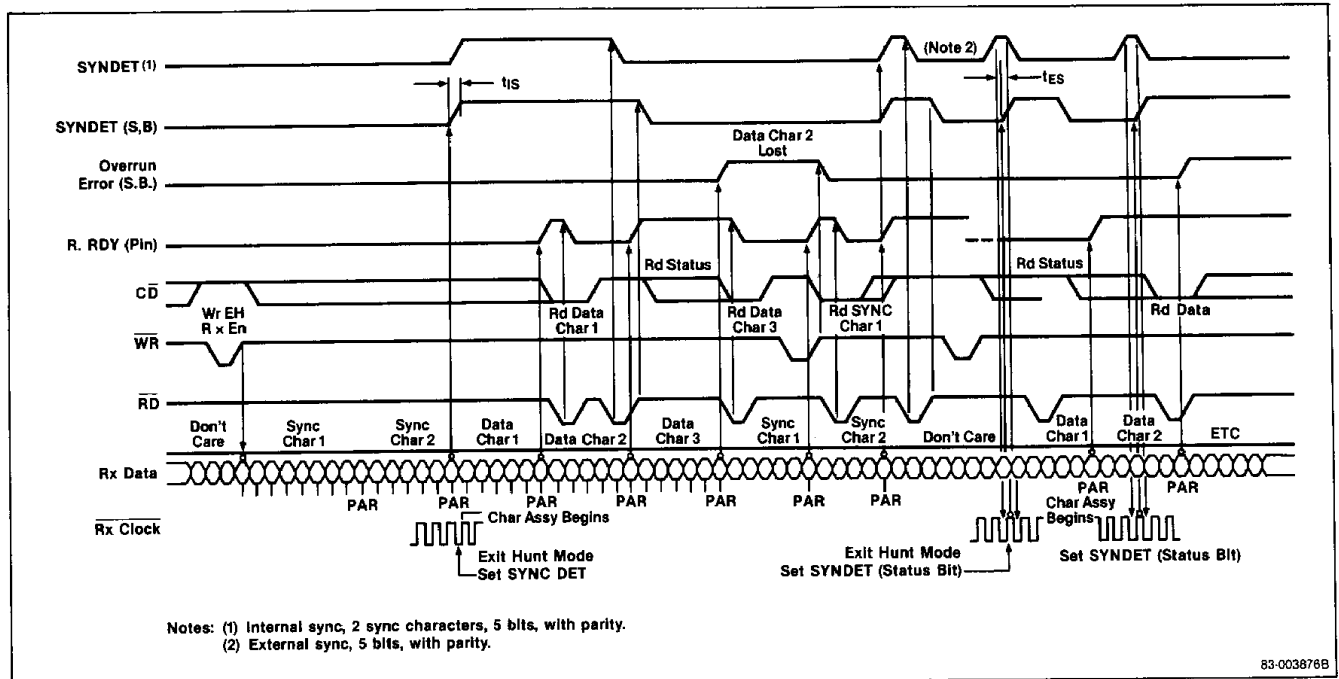 SYNDET (1)
(Note 2)
tIS
tES
SYNDET (S,B)
Data Char 2
Lost
Overrun
Error (S.B.)
R. RDY (Pin)
Rd Status
Rd Status
CD̅
Wr EH
R x En
Rd Data
Char 1
Rd Data
Char 3
Rd SYNC
Char 1
Rd Data
W̅R̅
R̅D̅
Don't
Care
Sync
Char 1
Sync
Char 2
Data
Char 1
Data Char 2
Data
Char 3
Sync
Char 1
Sync
Char 2
Don't Care
Data
Char 1
Data
Char 2
ETC
Rx Data
PAR
PAR
PAR
PAR
PAR
PAR
PAR
PAR
PAR
R̅x̅ C̅l̅o̅c̅k̅
Char Assy Begins
Char Assy
Begins
Exit Hunt Mode
Set SYNC DET
Exit Hunt Mode
Set SYNDET (Status Bit)
Set SYNDET (Status Bit)
Notes: (1) Internal sync, 2 sync characters, 5 bits, with parity.
(2) External sync, 5 bits, with parity.
83-003876B